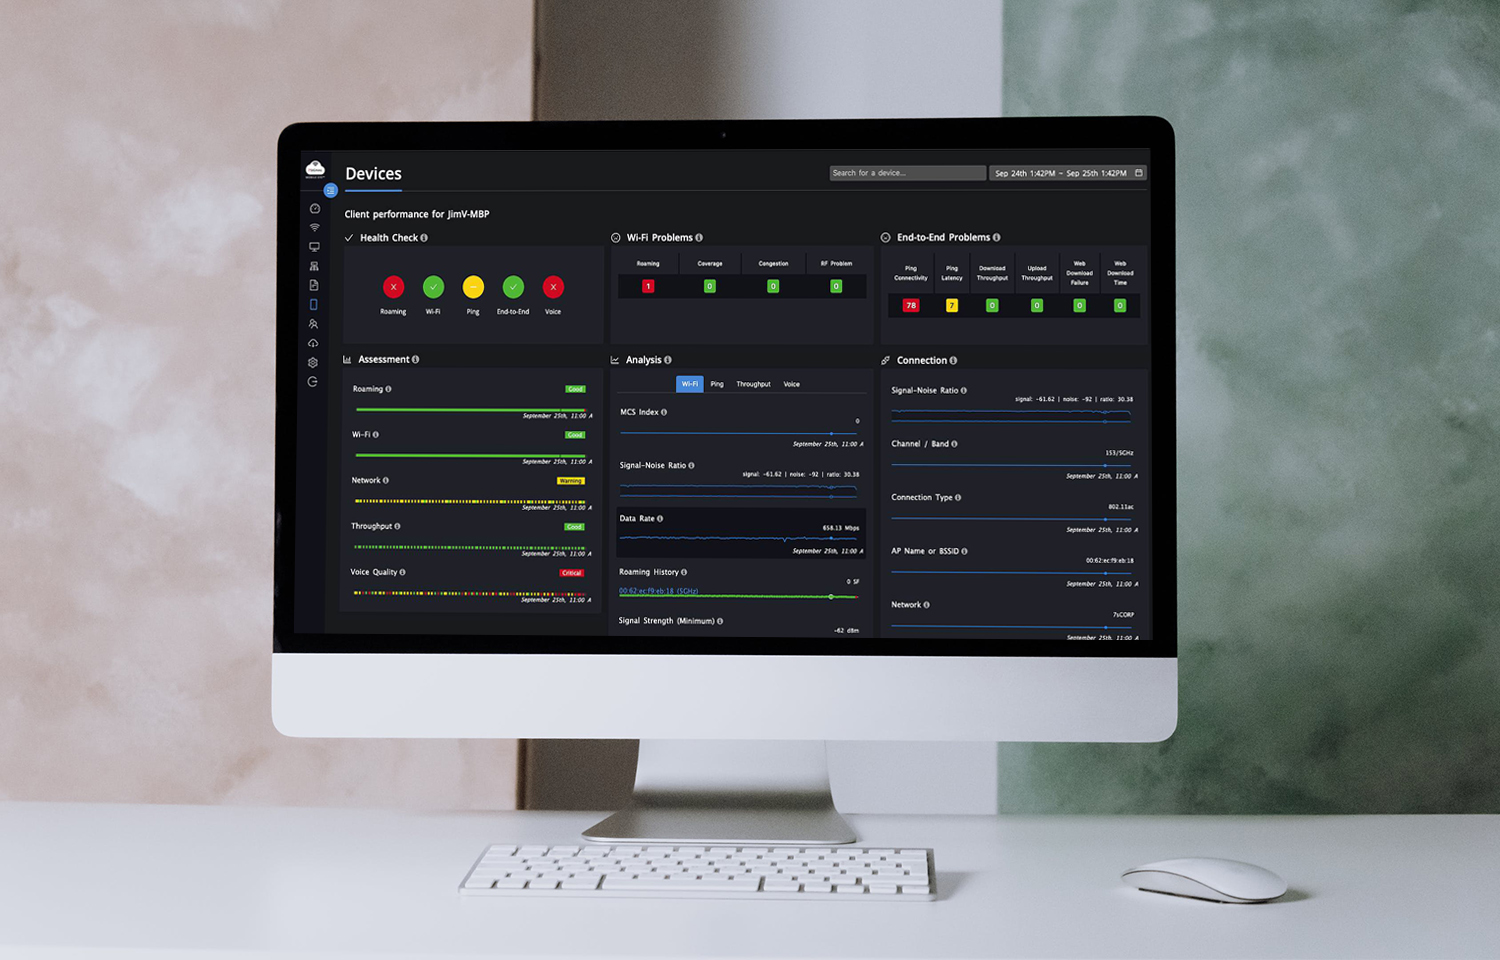 Devices
Search for a device...
Sep 24th 1:42PM ~ Sep 25th 1:42PM
Client performance for JimV-MBP
Health Check
Roaming
Wi-Fi
Ping
End-to-End
Voice
Wi-Fi Problems
Roaming Coverage Congestion RF Problem
1 0 0 0
End-to-End Problems
Ping Connectivity
Ping Latency
Download Throughput
Upload Throughput
Web Download Failure
Web Download Time
78 7 0 0 0 0
Assessment
Roaming
Good
September 25th, 11:00 A
Wi-Fi
Good
September 25th, 11:00 A
Network
Warning
September 25th, 11:00 A
Throughput
Good
September 25th, 11:00 A
Voice Quality
Critical
September 25th, 11:00 A
Analysis
Wi-Fi Ping Throughput Voice
MCS Index
0
September 25th, 11:00 A
Signal-Noise Ratio
signal: -61.62 | noise: -92 | ratio: 30.38
Data Rate
658.13 Mbps
September 25th, 11:00 A
Roaming History
0 SF
00:62:ec:f9:eb:18 (5GHz)
Signal Strength (Minimum)
-62 dBm
Connection
Signal-Noise Ratio
signal: -61.62 | noise: -92 | ratio: 30.38
Channel / Band
153/5GHz
September 25th, 11:00 A
Connection Type
802.11ac
September 25th, 11:00 A
AP Name or BSSID
00:62:ec:f9:eb:18
September 25th, 11:00 A
Network
7sCORP
September 25th, 11:00 A